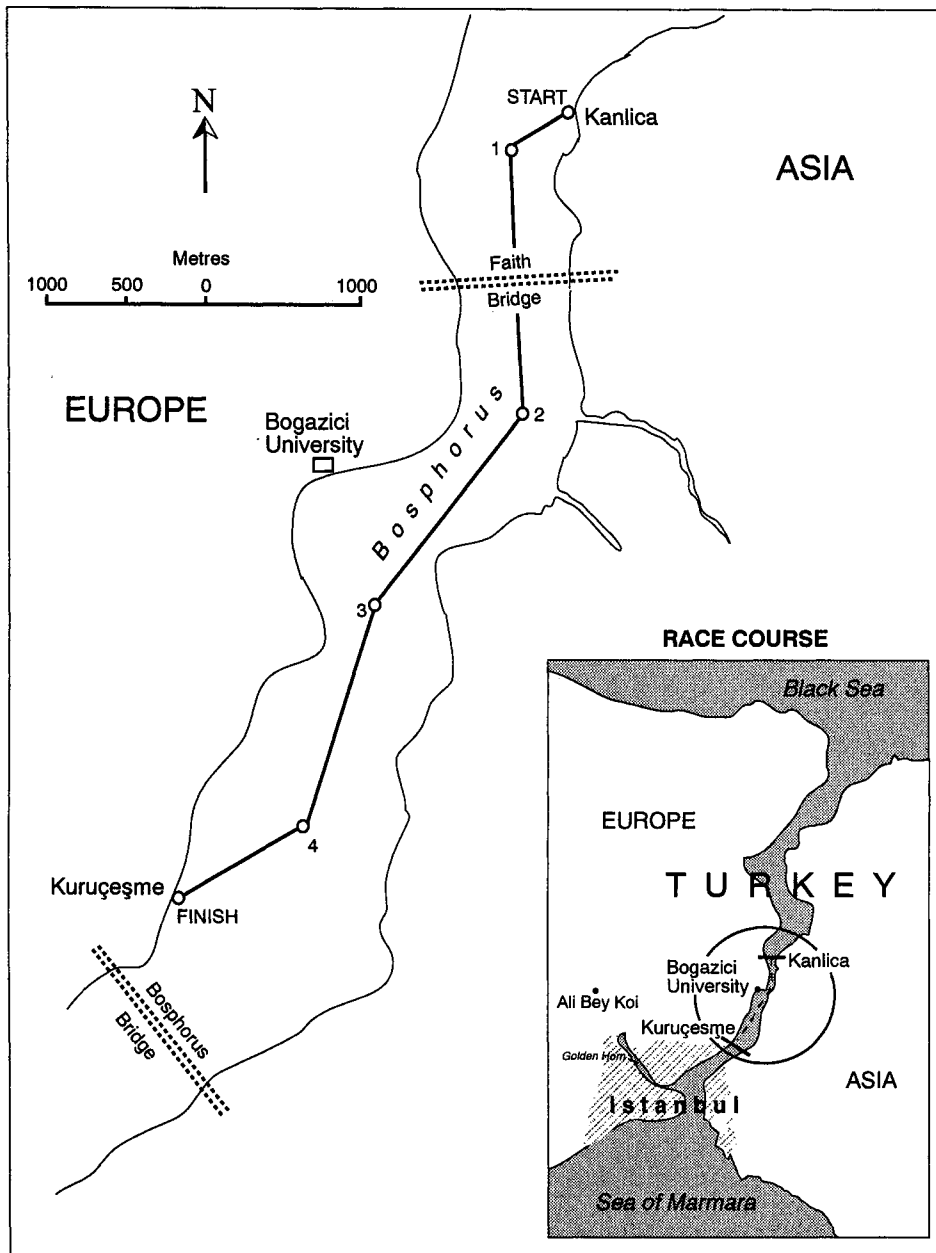 N
START
Kanlica
1
ASIA
Metres
1000 500 0 1000
Faith
Bridge
EUROPE
2
Bogazici
University
Bosphorus
3
4
Kuruçeşme
FINISH
Bosphorus
Bridge
RACE COURSE
Black Sea
EUROPE
TURKEY
Kanlica
Bogazici
University
Ali Bey Koi
Kuruçesme
Golden Horn
ASIA
Istanbul
Sea of Marmara